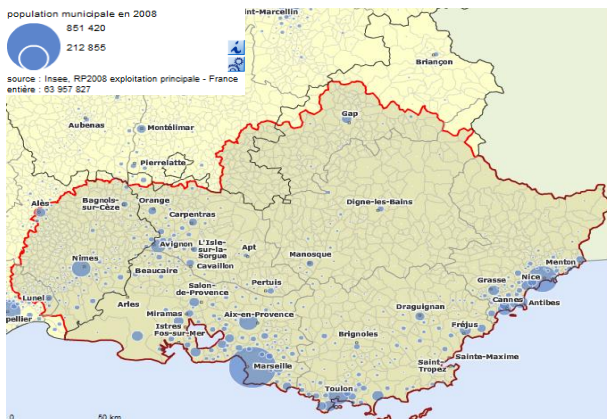 population municipale en 2008
851 420
212 855
source : Insee, RP2008 exploitation principale - France
entière : 63 957 827
nt-Marcellin
Briançon
Aubenas
Montélimar
Gap
Pierrelatte
Alès
Bagnols-
sur-Cèze
Orange
Carpentras
Digne-les-Bains
Avignon
L'Isle-
sur-la-
Sorgue
Apt
Manosque
Nîmes
Beaucaire
Cavaillon
Menton
Nice
Grasse
Lunel
Arles
Salon-
de-Provence
Pertuis
Cannes
Antibes
pellier
Miramas
Aix-en-Provence
Draguignan
Istres
Fos-sur-Mer
Brignoles
Fréjus
Sainte-Maxime
Saint-
Tropez
Marseille
Toulon
0
50 km